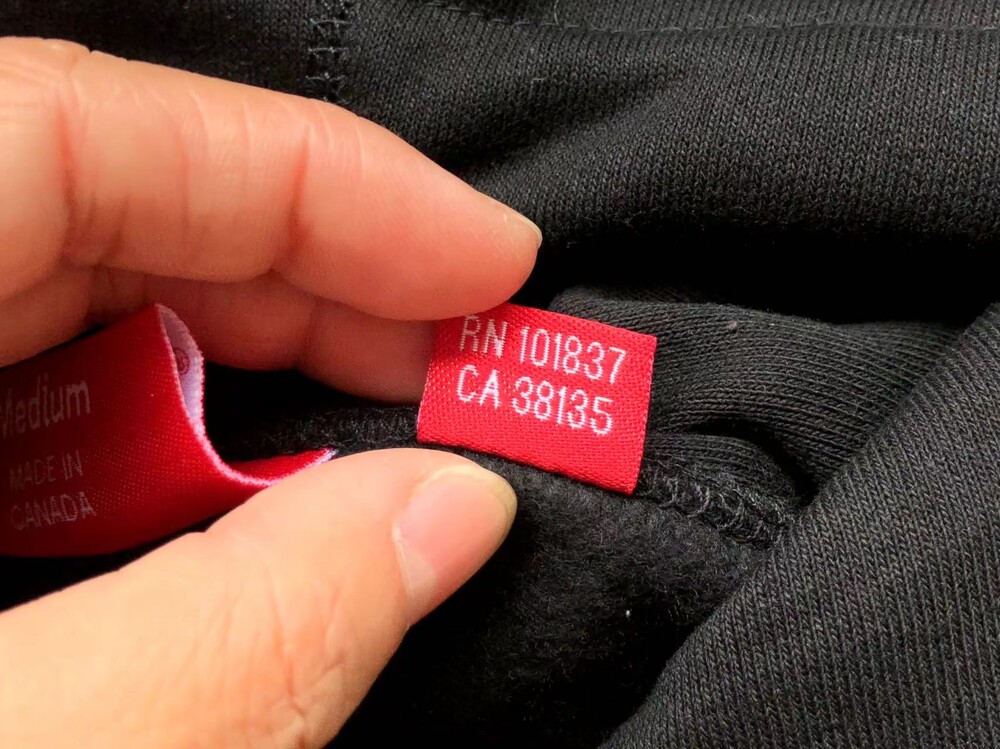 Medium
MADE IN
CANADA
RN 101837
CA 38135